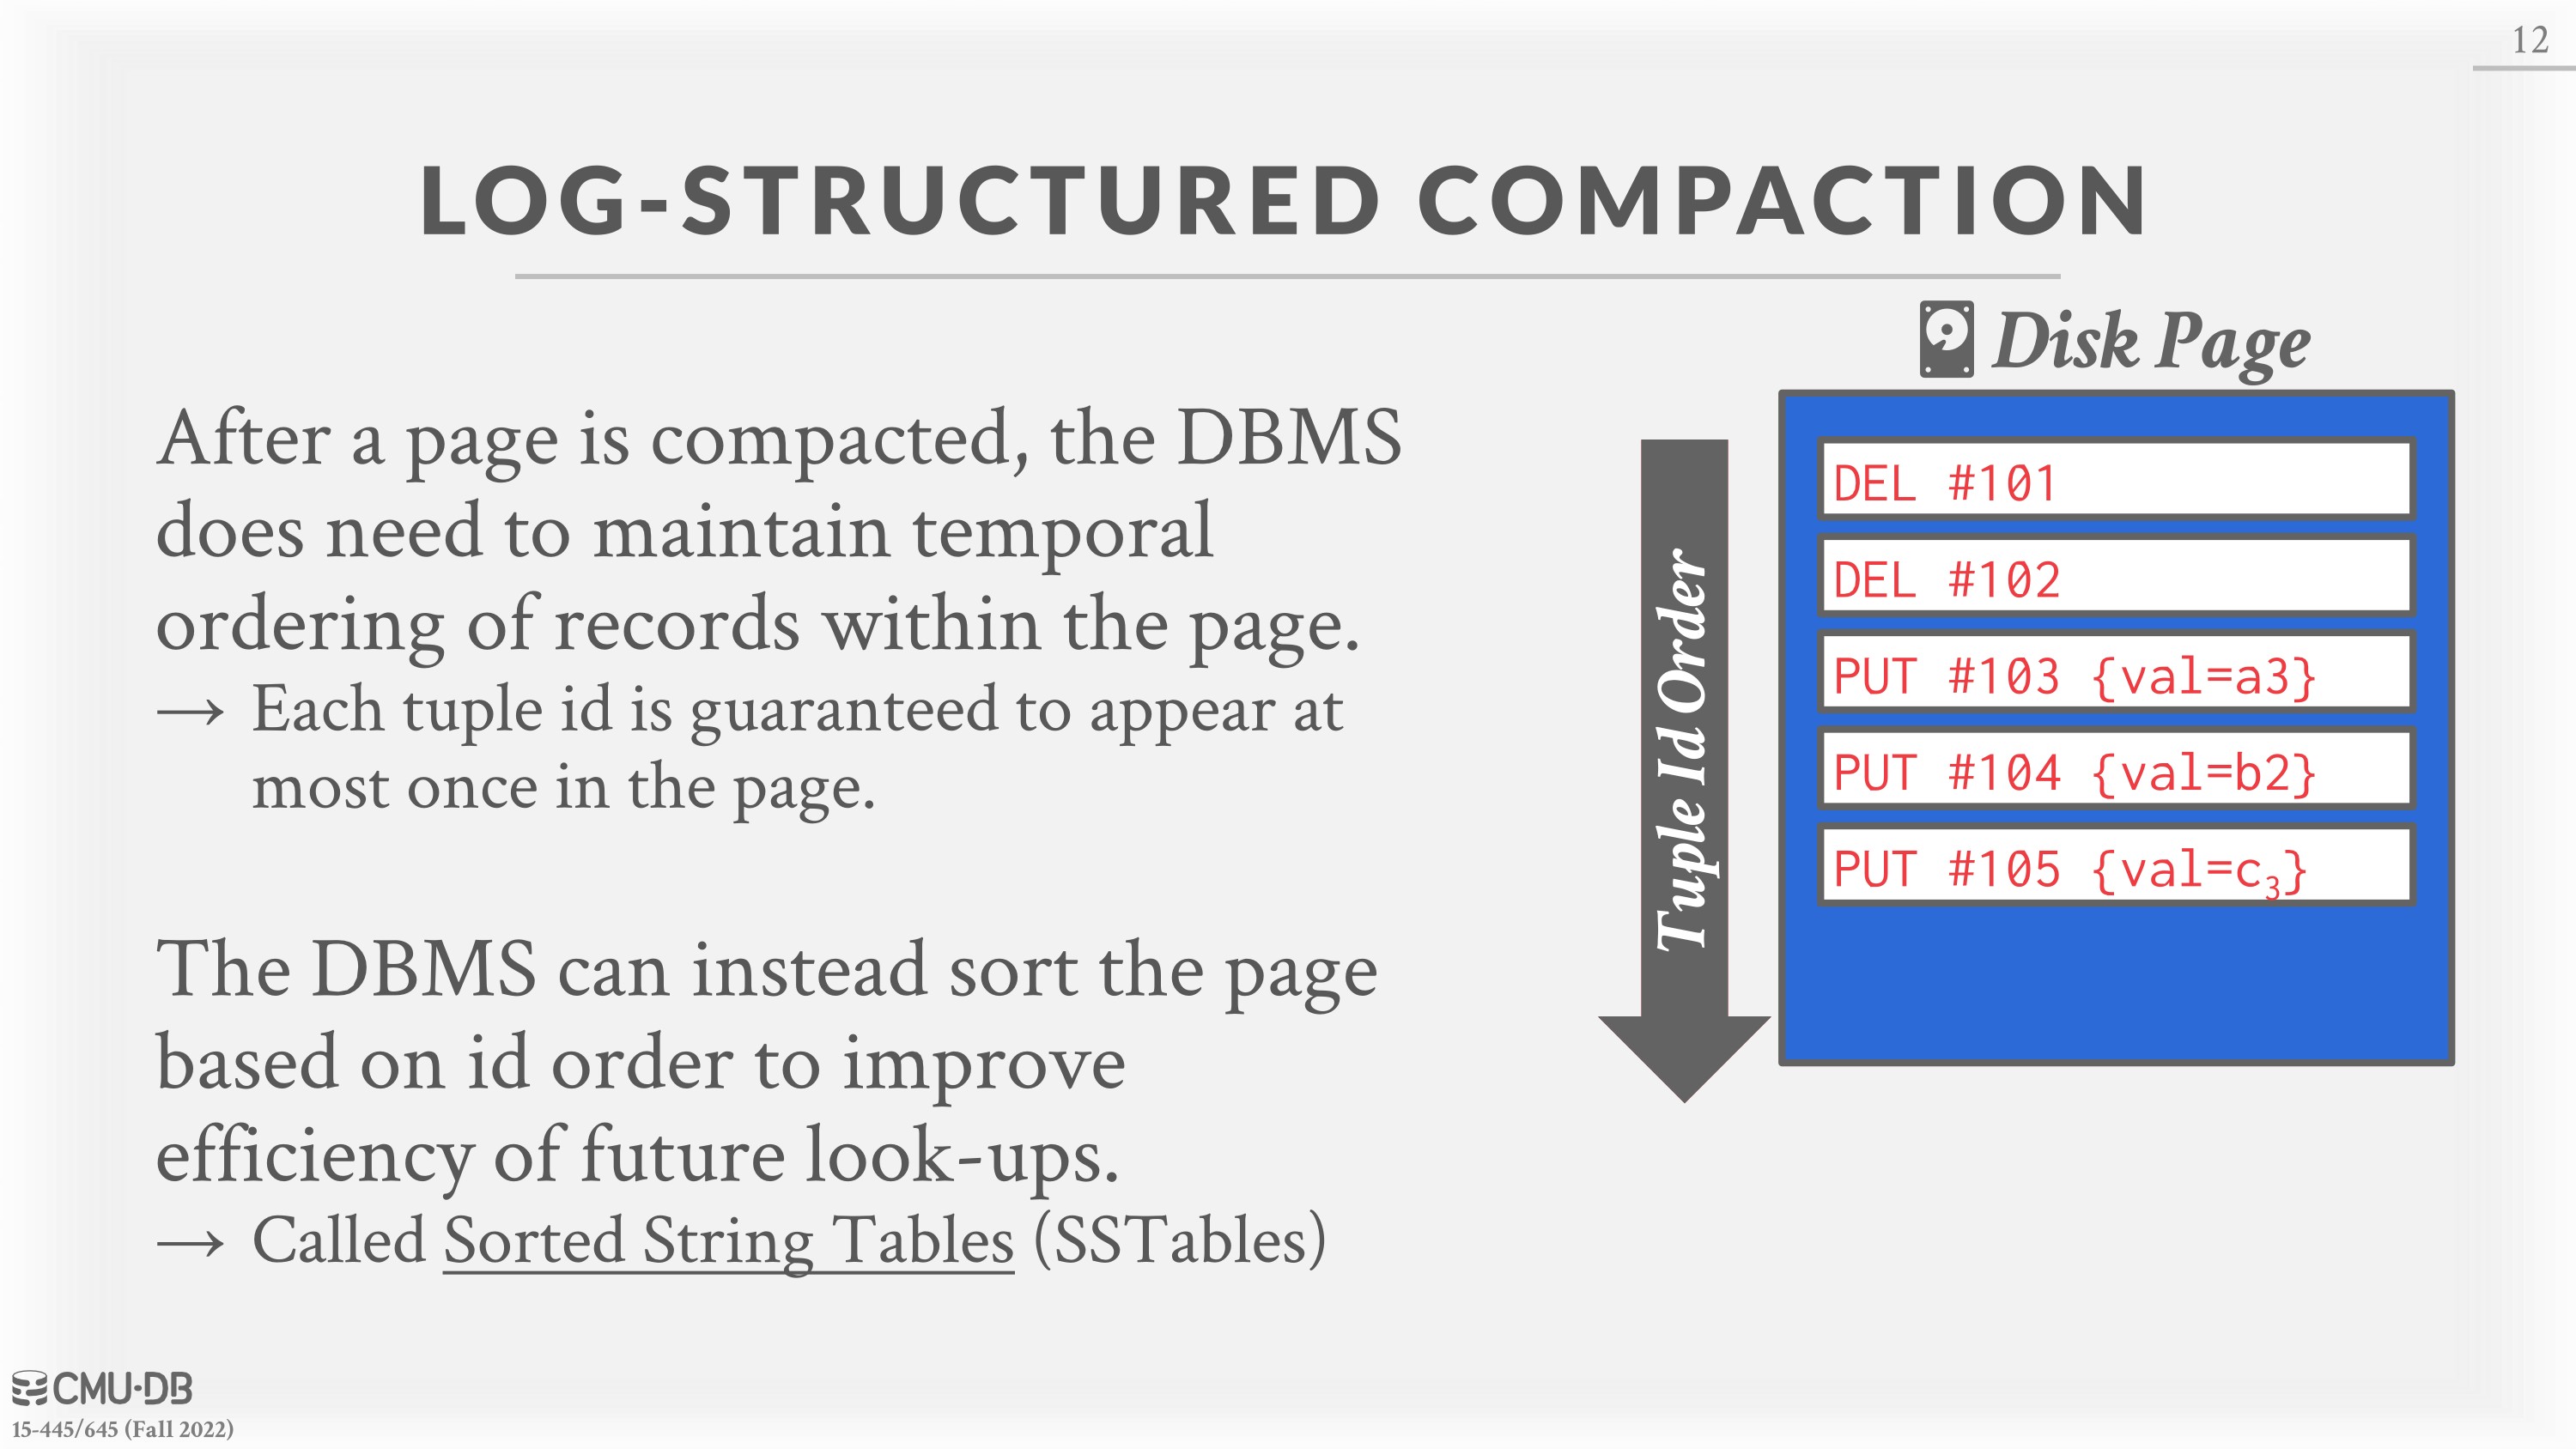 12
LOG-STRUCTURED COMPACTION
After a page is compacted, the DBMS
does need to maintain temporal
ordering of records within the page.
→ Each tuple id is guaranteed to appear at
most once in the page.
The DBMS can instead sort the page
based on id order to improve
efficiency of future look-ups.
→ Called Sorted String Tables (SSTables)
Disk Page
Tuple Id Order
DEL #101
DEL #102
PUT #103 {val=a3}
PUT #104 {val=b2}
PUT #105 {val=c₃}
CMU·DB
15-445/645 (Fall 2022)